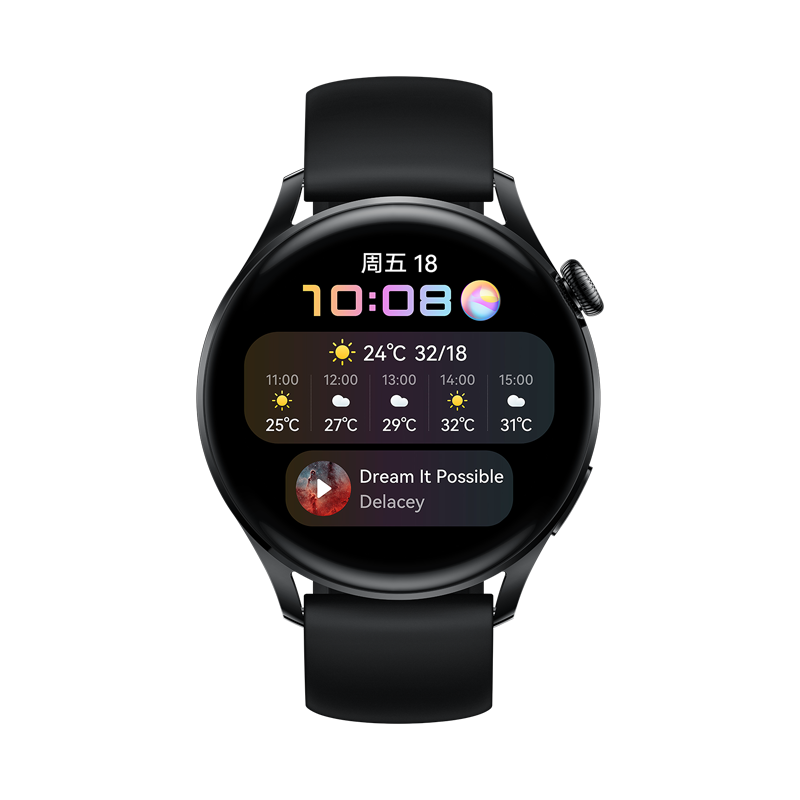 周五 18
10:08
24℃ 32/18
11:00 12:00 13:00 14:00 15:00
25℃ 27℃ 29℃ 32℃ 31℃
Dream It Possible
Delacey